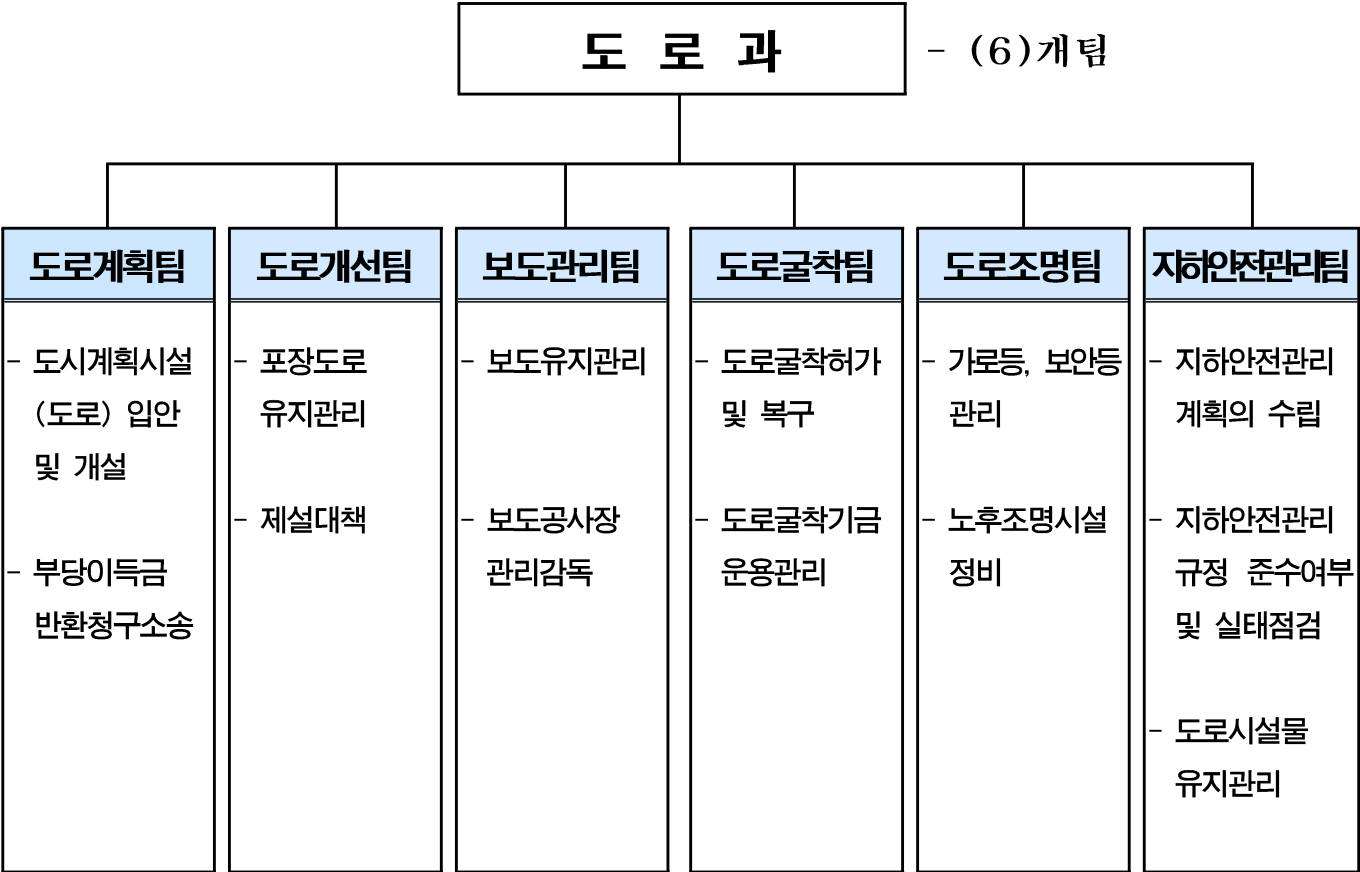 도 로 과
- (6)개팀
도로계획팀
- 도시계획시설
(도로) 입안
및 개설
- 부당이득금
반환청구소송
도로개선팀
- 포장도로
유지관리
- 제설대책
보도관리팀
- 보도유지관리
- 보도공사장
관리감독
도로굴착팀
- 도로굴착허가
및 복구
- 도로굴착기금
운용관리
도로조명팀
- 가로등, 보안등
관리
- 노후조명시설
정비
지하안전관리팀
- 지하안전관리
계획의 수립
- 지하안전관리
규정 준수여부
및 실태점검
- 도로시설물
유지관리